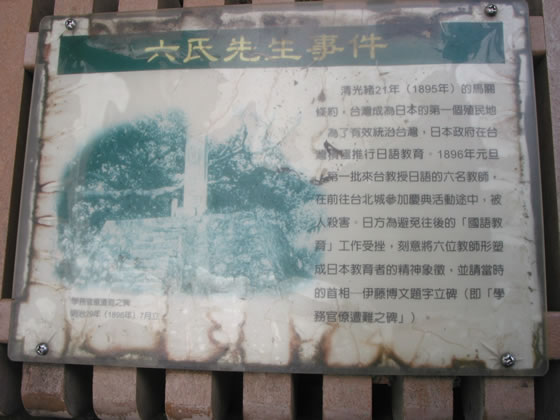 六氏先生事件
清光緒21年（1895年）的馬關
條約，台灣成為日本的第一個殖民地
為了有效統治台灣，日本政府在台
灣積極推行日語教育。1896年元旦
第一批來台教授日語的六名教師，
在前往台北城參加慶典活動途中，被
人殺害。日方為避免往後的「國語教
育」工作受挫，刻意將六位教師形塑
成日本教育者的精神象徵，並請當時
的首相─伊藤博文題字立碑（即「學
務官僚遭難之碑」）
學務官僚遭難之碑
明治29年（1896年）7月立